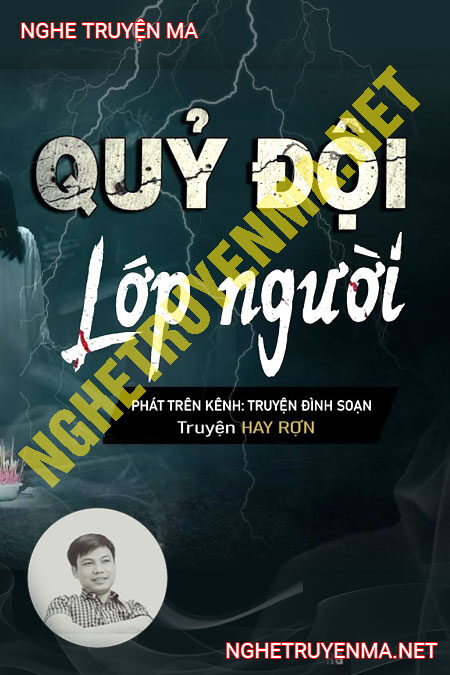 NGHE TRUYỆN MA
QUỶ ĐỘI
Lớp người
NGHETRUYENMA.NET
PHÁT TRÊN KÊNH: TRUYỆN ĐÌNH SOẠN
Truyện HAY RỢN
NGHETRUYENMA.NET